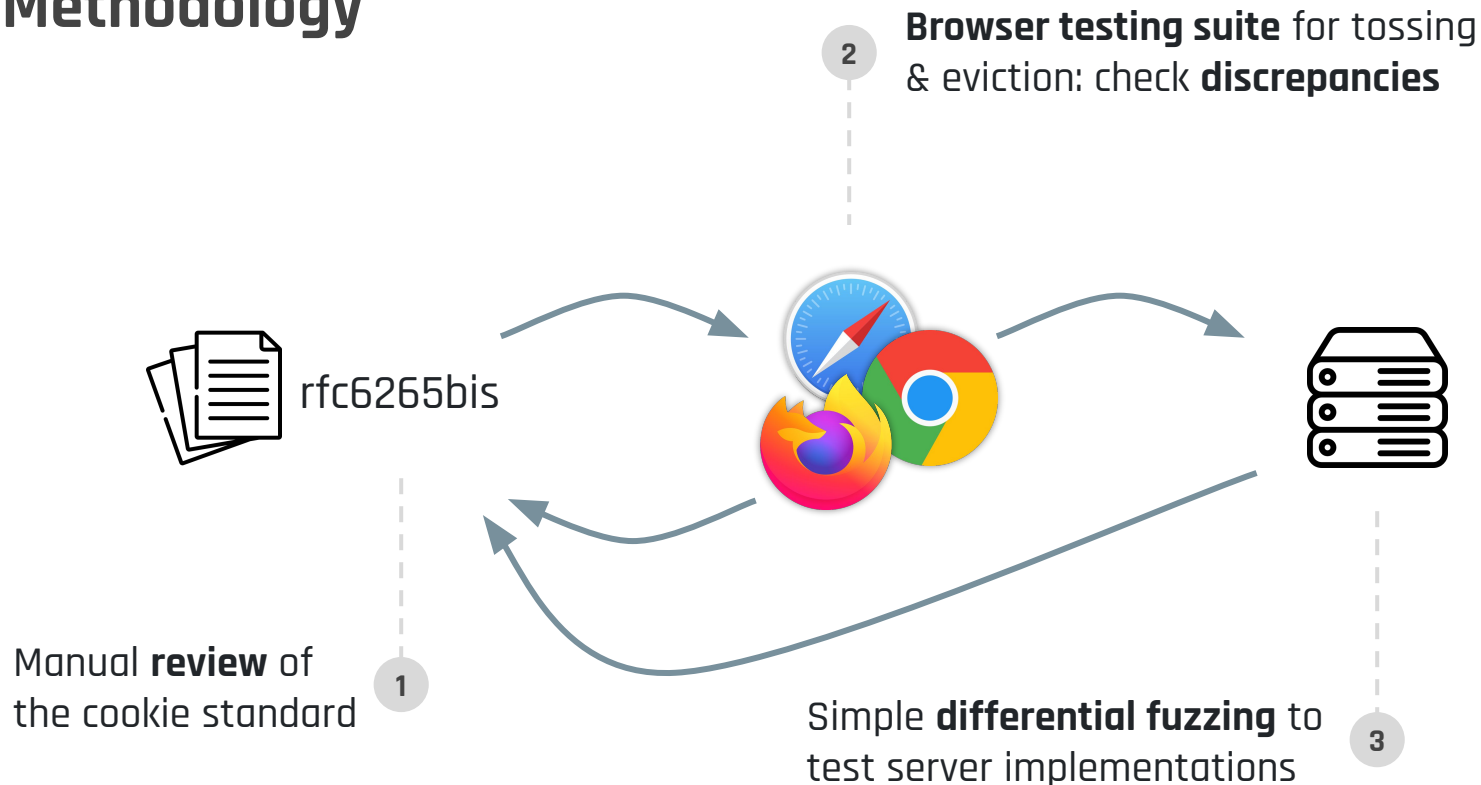 Methodology
2
Browser testing suite for tossing
& eviction: check discrepancies
rfc6265bis
Manual review of
the cookie standard
1
Simple differential fuzzing to
test server implementations
3